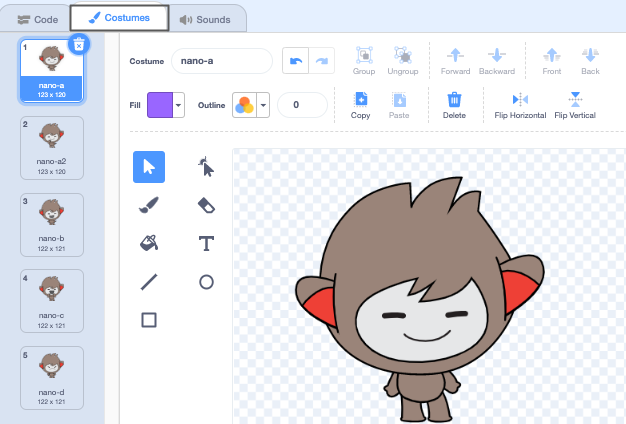 Code
Costumes
Sounds
1
nano-a
123 x 120
2
nano-a2
123 x 120
3
nano-b
122 x 121
4
nano-c
122 x 121
5
nano-d
122 x 121
Costume
nano-a
Group
Ungroup
Forward
Backward
Front
Back
Fill
Outline
0
Copy
Paste
Delete
Flip Horizontal
Flip Vertical
T